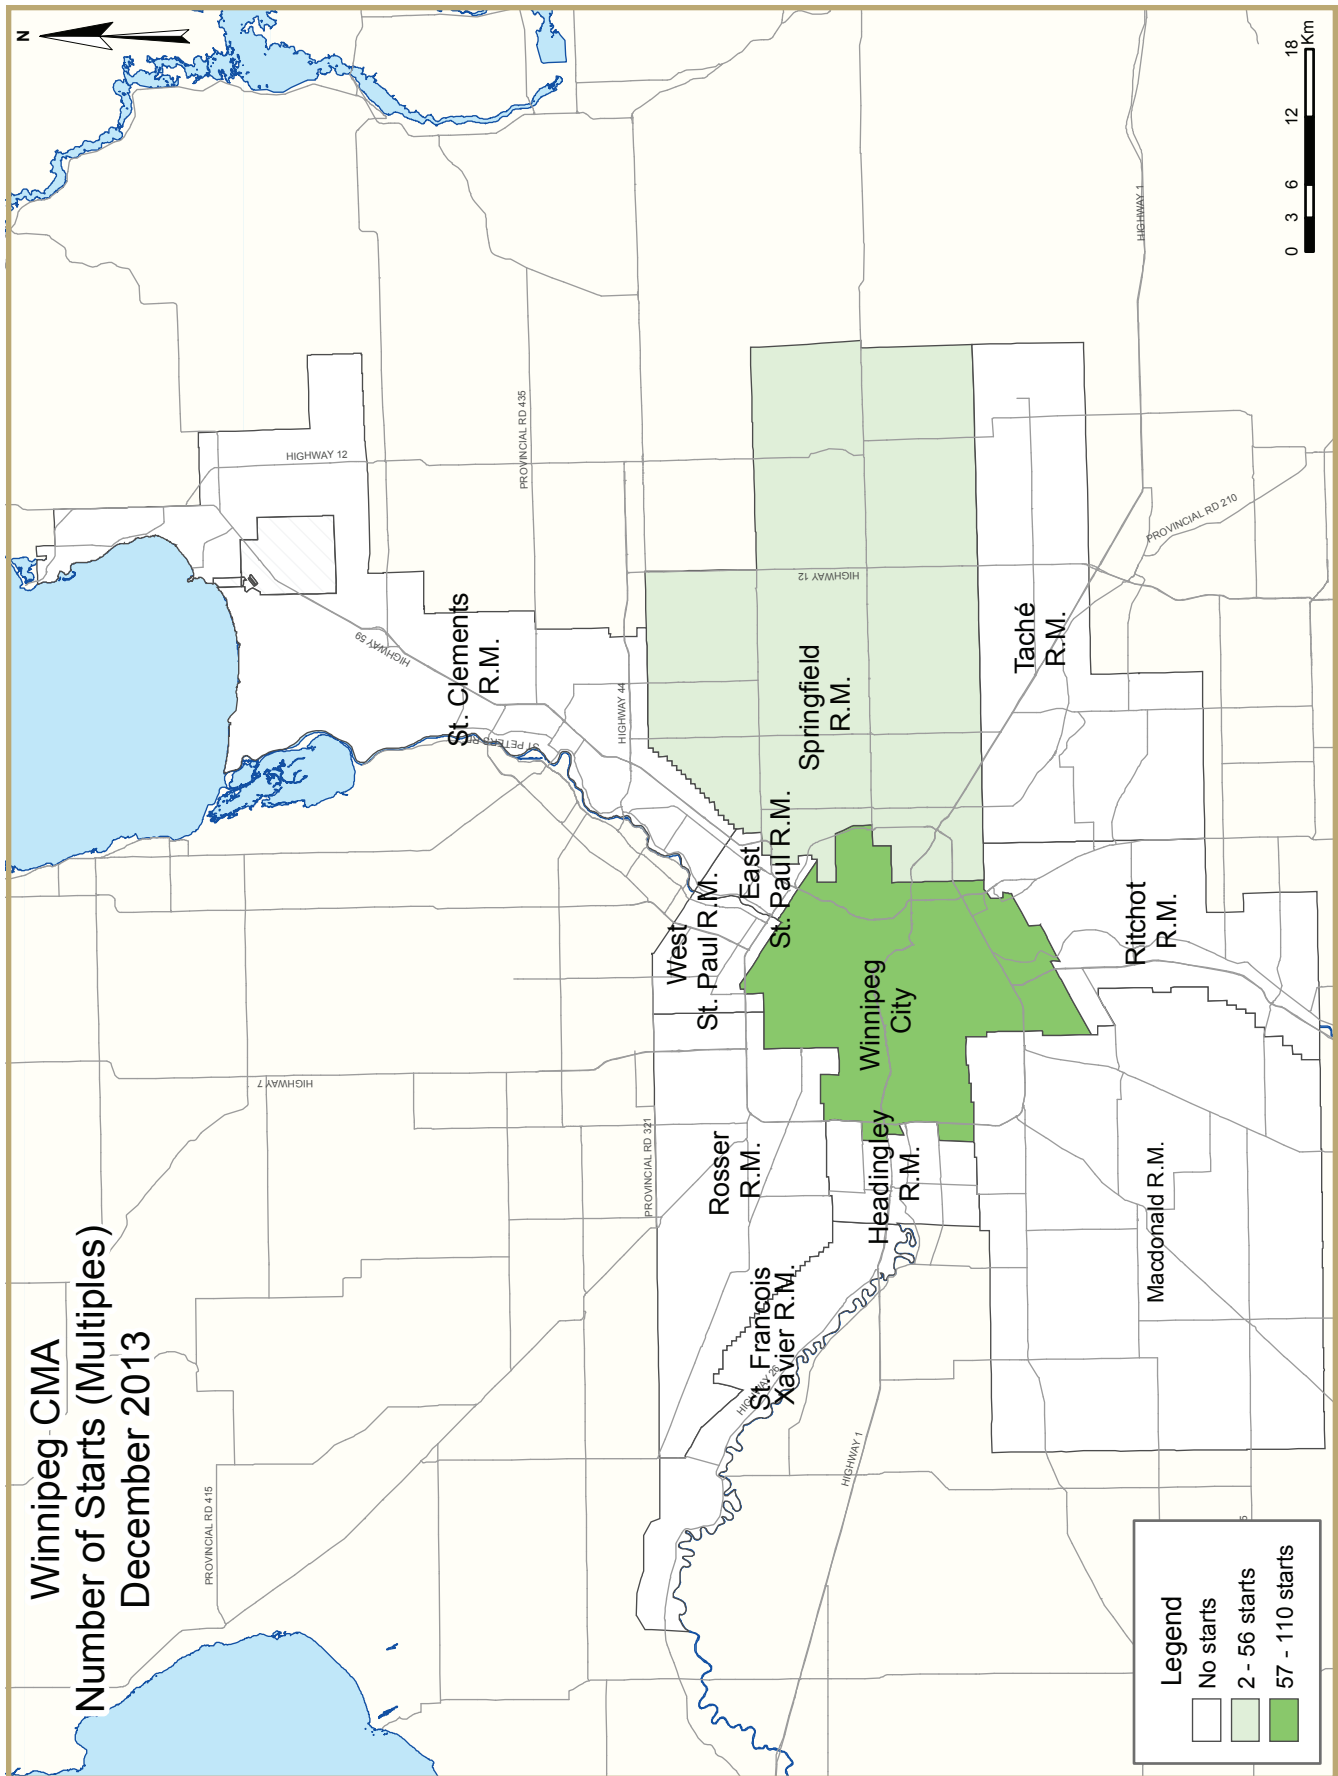 Winnipeg CMA
Number of Starts (Multiples)
December 2013
N
HIGHWAY 12
PROVINCIAL RD 435
HIGHWAY 59
St. Clements
R.M.
ST PETERS RD
HIGHWAY 44
HIGHWAY 12
HIGHWAY 1
PROVINCIAL RD 210
Springfield
R.M.
Taché
R.M.
East
St. Paul R.M.
West
St. Paul R.M.
Winnipeg
City
Ritchot
R.M.
HIGHWAY 7
PROVINCIAL RD 321
Rosser
R.M.
Headingley
R.M.
Macdonald R.M.
St. Francois
Xavier R.M.
HIGHWAY 26
HIGHWAY 1
PROVINCIAL RD 415
Legend
No starts
2 - 56 starts
57 - 110 starts
0 3 6 12 18
Km